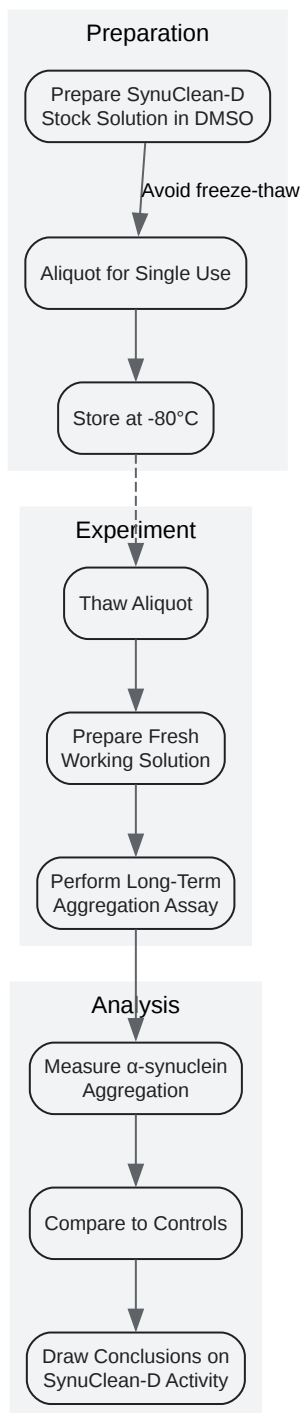 Preparation
Prepare SynuClean-D
Stock Solution in DMSO
Avoid freeze-thaw
Aliquot for Single Use
Store at -80°C
Experiment
Thaw Aliquot
Prepare Fresh
Working Solution
Perform Long-Term
Aggregation Assay
Analysis
Measure α-synuclein
Aggregation
Compare to Controls
Draw Conclusions on
SynuClean-D Activity